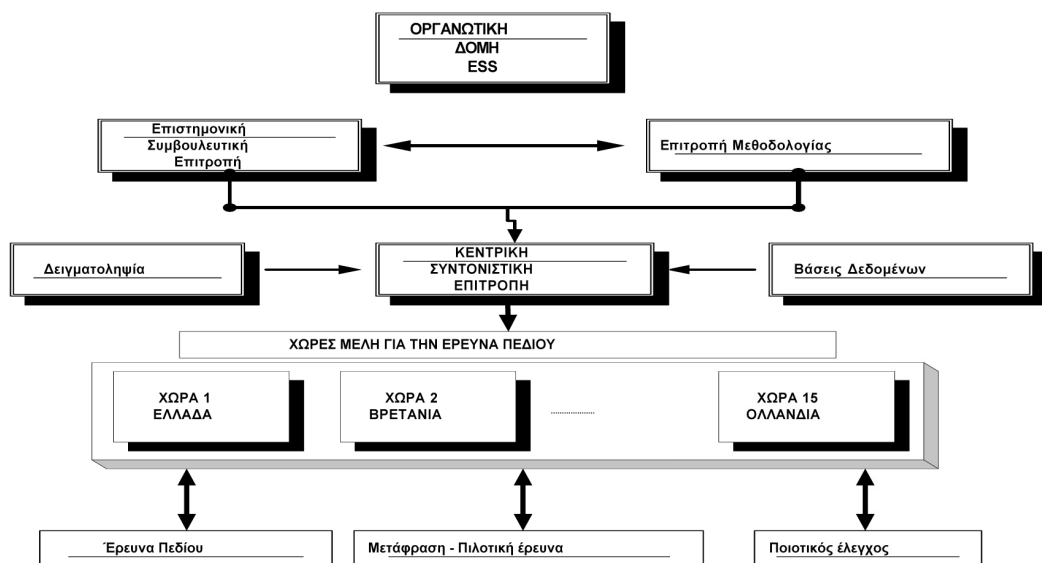 ΟΡΓΑΝΩΤΙΚΗ
ΔΟΜΗ
ESS
Επιστημονική
Συμβουλευτική
Επιτροπή
Επιτροπή Μεθοδολογίας
Δειγματοληψία
ΚΕΝΤΡΙΚΗ
ΣΥΝΤΟΝΙΣΤΙΚΗ
ΕΠΙΤΡΟΠΗ
Βάσεις Δεδομένων
ΧΩΡΕΣ ΜΕΛΗ ΓΙΑ ΤΗΝ ΕΡΕΥΝΑ ΠΕΔΙΟΥ
ΧΩΡΑ 1
ΕΛΛΑΔΑ
ΧΩΡΑ 2
ΒΡΕΤΑΝΙΑ
..............
ΧΩΡΑ 15
ΟΛΛΑΝΔΙΑ
Έρευνα Πεδίου
Μετάφραση - Πιλοτική έρευνα
Ποιοτικός έλεγχος